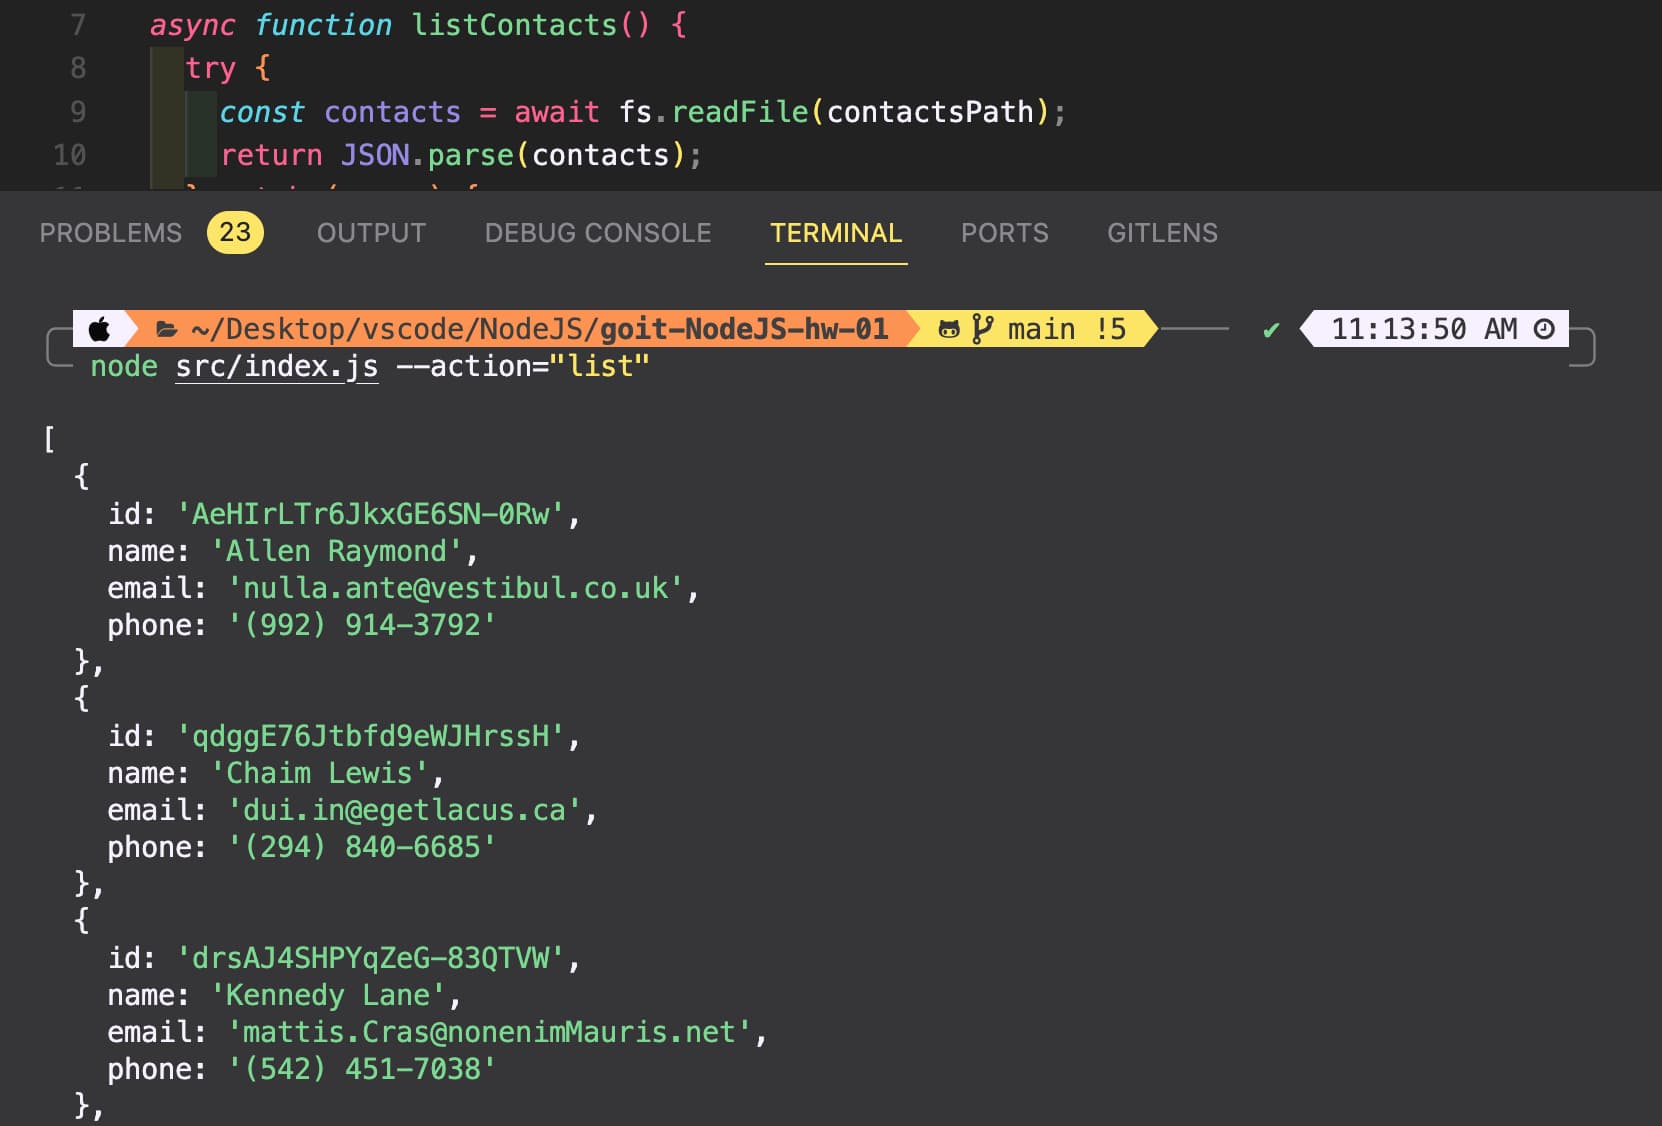 7 async function listContacts() {
8 try {
9 const contacts = await fs.readFile(contactsPath);
10 return JSON.parse(contacts);
PROBLEMS 23 OUTPUT DEBUG CONSOLE TERMINAL PORTS GITLENS
~/Desktop/vscode/NodeJS/goit-NodeJS-hw-01 main !5 ✔ 11:13:50 AM
node src/index.js --action="list"
[
{
id: 'AeHIrLTr6JkxGE6SN-0Rw',
name: 'Allen Raymond',
email: 'nulla.ante@vestibul.co.uk',
phone: '(992) 914-3792'
},
{
id: 'qdggE76Jtbfd9eWJHrssH',
name: 'Chaim Lewis',
email: 'dui.in@egetlacus.ca',
phone: '(294) 840-6685'
},
{
id: 'drsAJ4SHPYqZeG-83QTVW',
name: 'Kennedy Lane',
email: 'mattis.Cras@nonenimMauris.net',
phone: '(542) 451-7038'
},